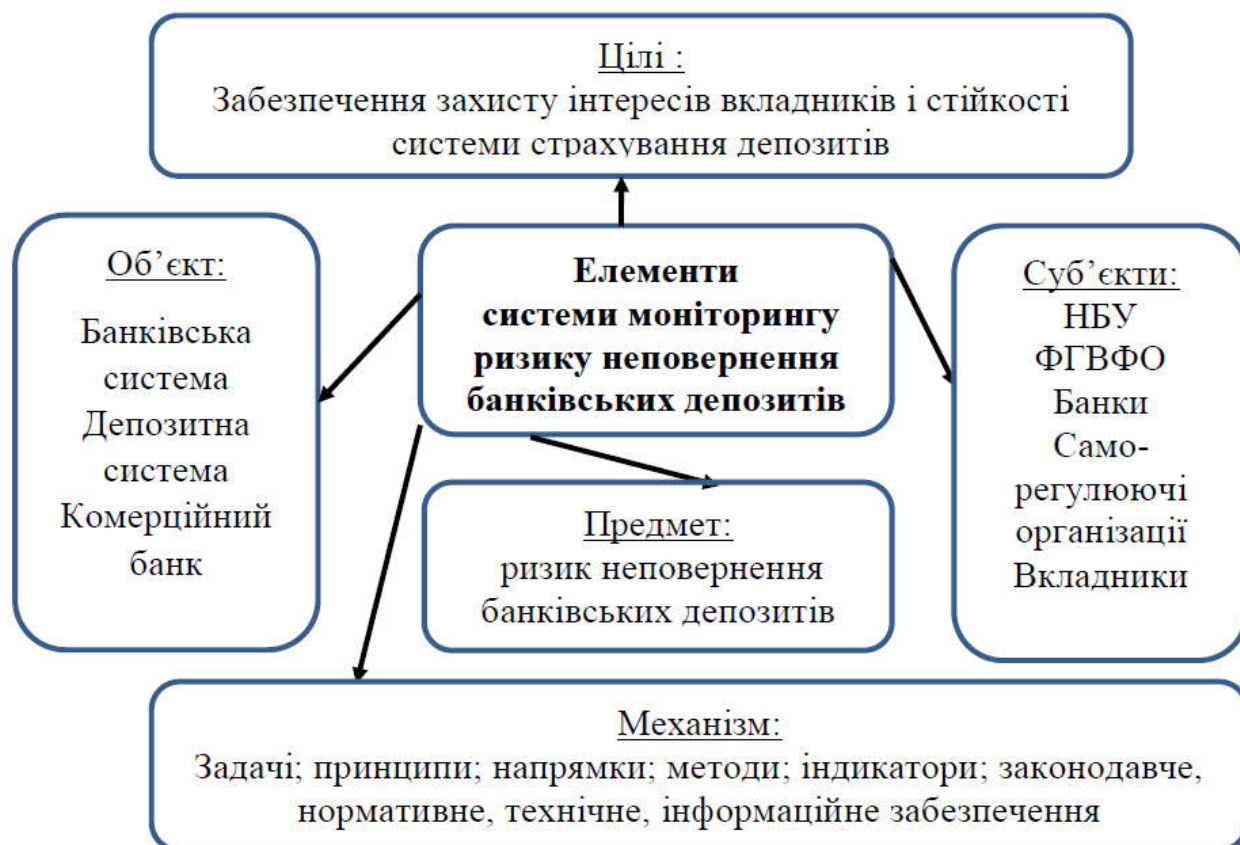 Цілі :
Забезпечення захисту інтересів вкладників і стійкості
системи страхування депозитів
Об’єкт:
Банківська
система
Депозитна
система
Комерційний
банк
Елементи
системи моніторингу
ризику неповернення
банківських депозитів
Суб’єкти:
НБУ
ФГВФО
Банки
Само-
регулюючі
організації
Вкладники
Предмет:
ризик неповернення
банківських депозитів
Механізм:
Задачі; принципи; напрямки; методи; індикатори; законодавче,
нормативне, технічне, інформаційне забезпечення